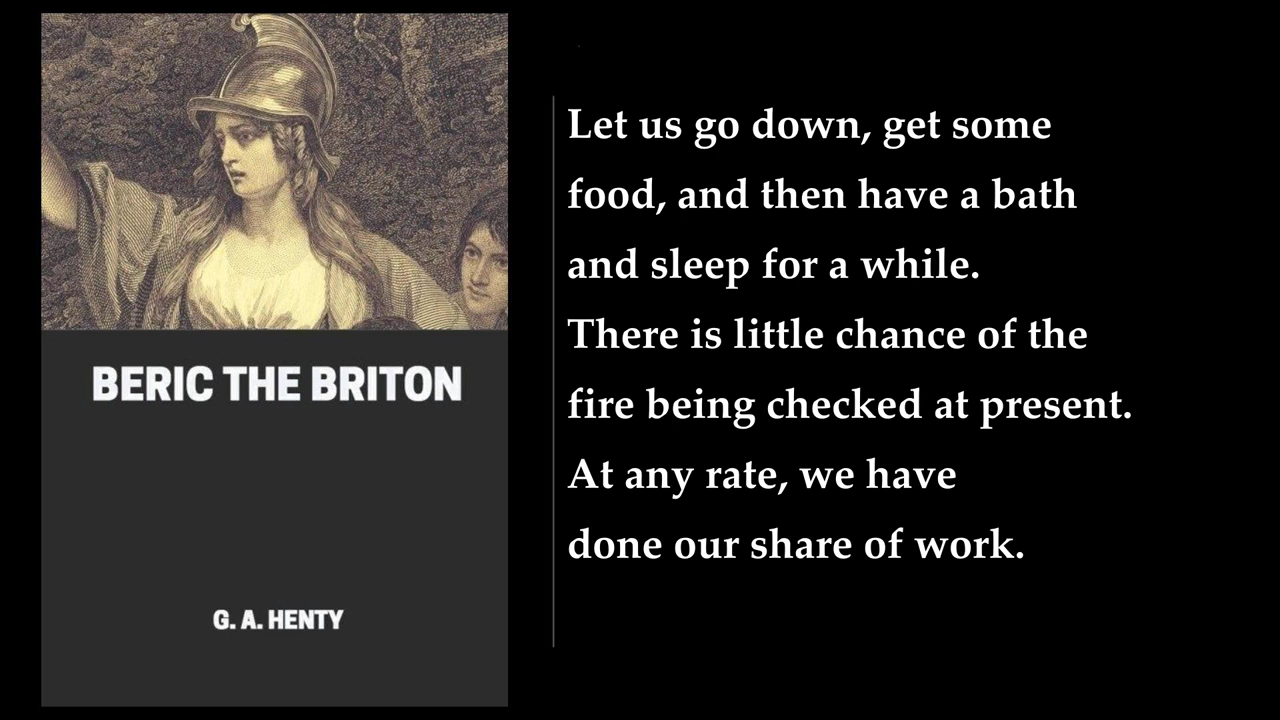 BERIC THE BRITON
G. A. HENTY
Let us go down, get some
food, and then have a bath
and sleep for a while.
There is little chance of the
fire being checked at present.
At any rate, we have
done our share of work.